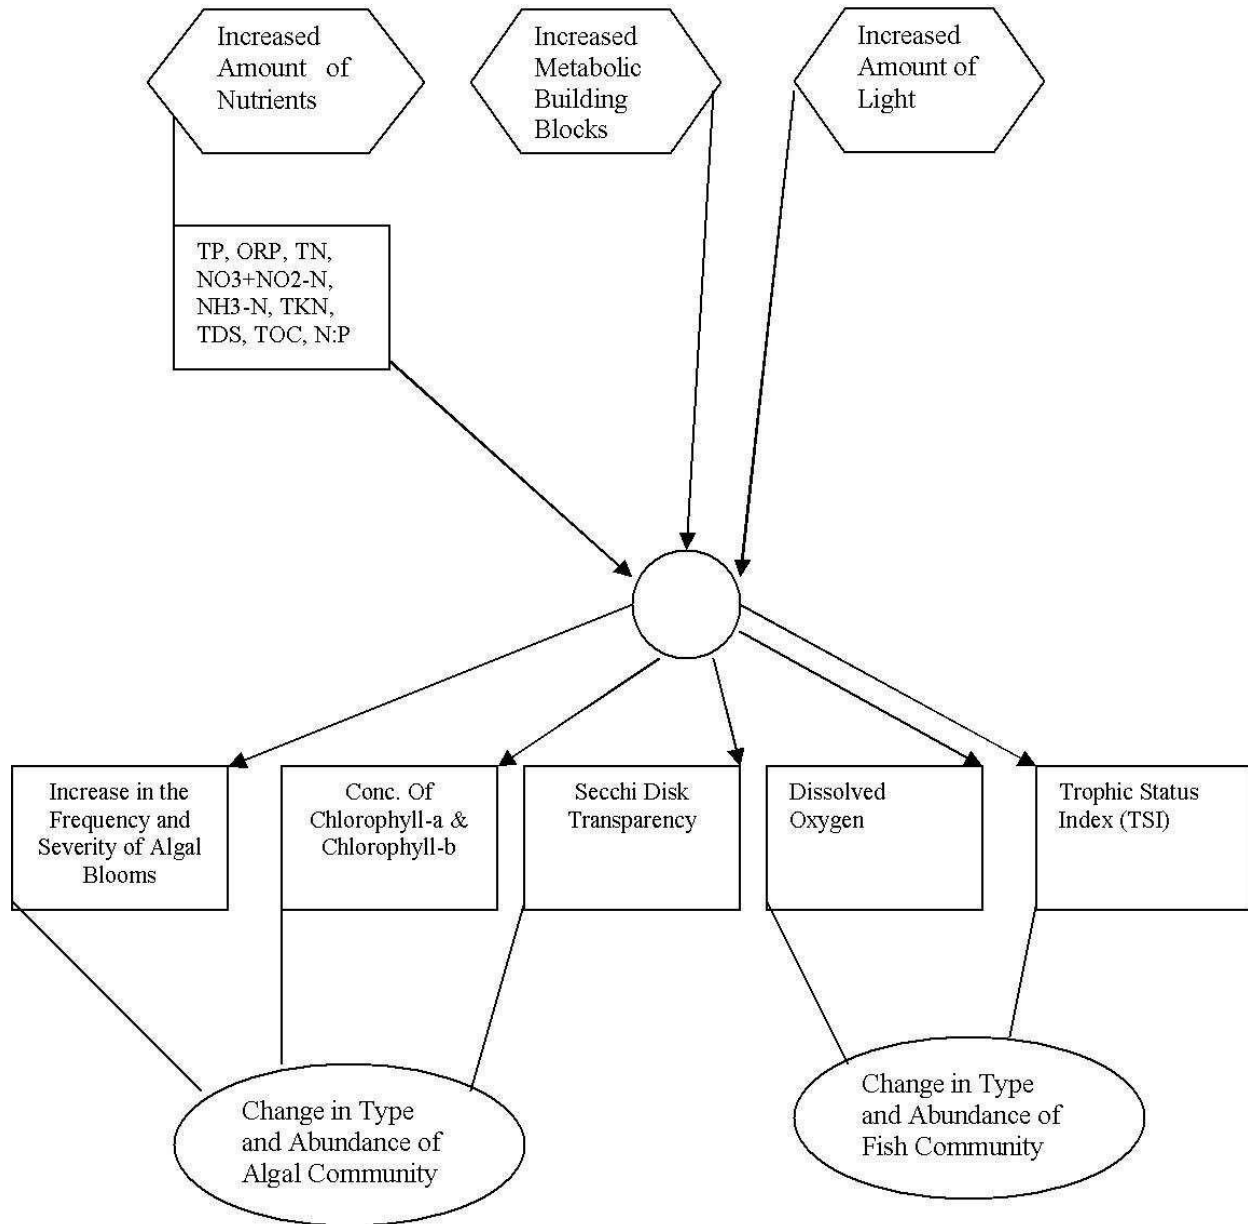 Increased
Amount of
Nutrients
Increased
Metabolic
Building
Blocks
Increased
Amount of
Light
TP, ORP, TN,
NO3+NO2-N,
NH3-N, TKN,
TDS, TOC, N:P
Increase in the
Frequency and
Severity of Algal
Blooms
Conc. Of
Chlorophyll-a &
Chlorophyll-b
Secchi Disk
Transparency
Dissolved
Oxygen
Trophic Status
Index (TSI)
Change in Type
and Abundance of
Algal Community
Change in Type
and Abundance of
Fish Community